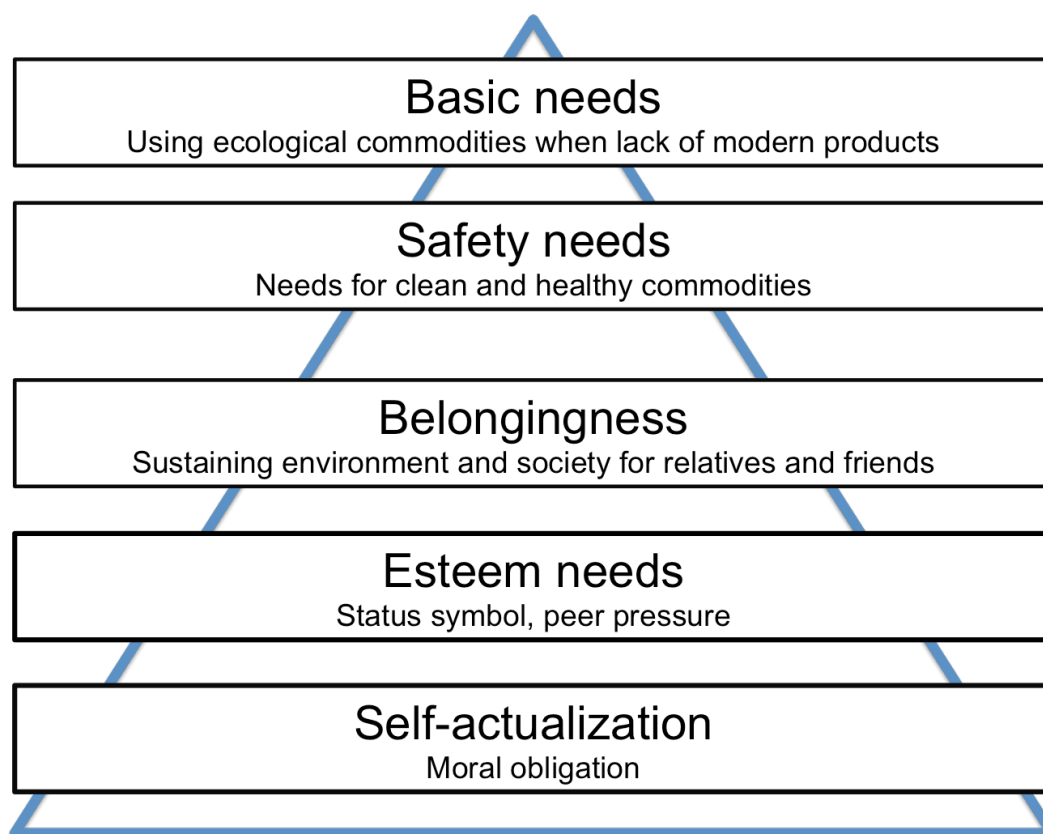 Basic needs
Using ecological commodities when lack of modern products
Safety needs
Needs for clean and healthy commodities
Belongingness
Sustaining environment and society for relatives and friends
Esteem needs
Status symbol, peer pressure
Self-actualization
Moral obligation